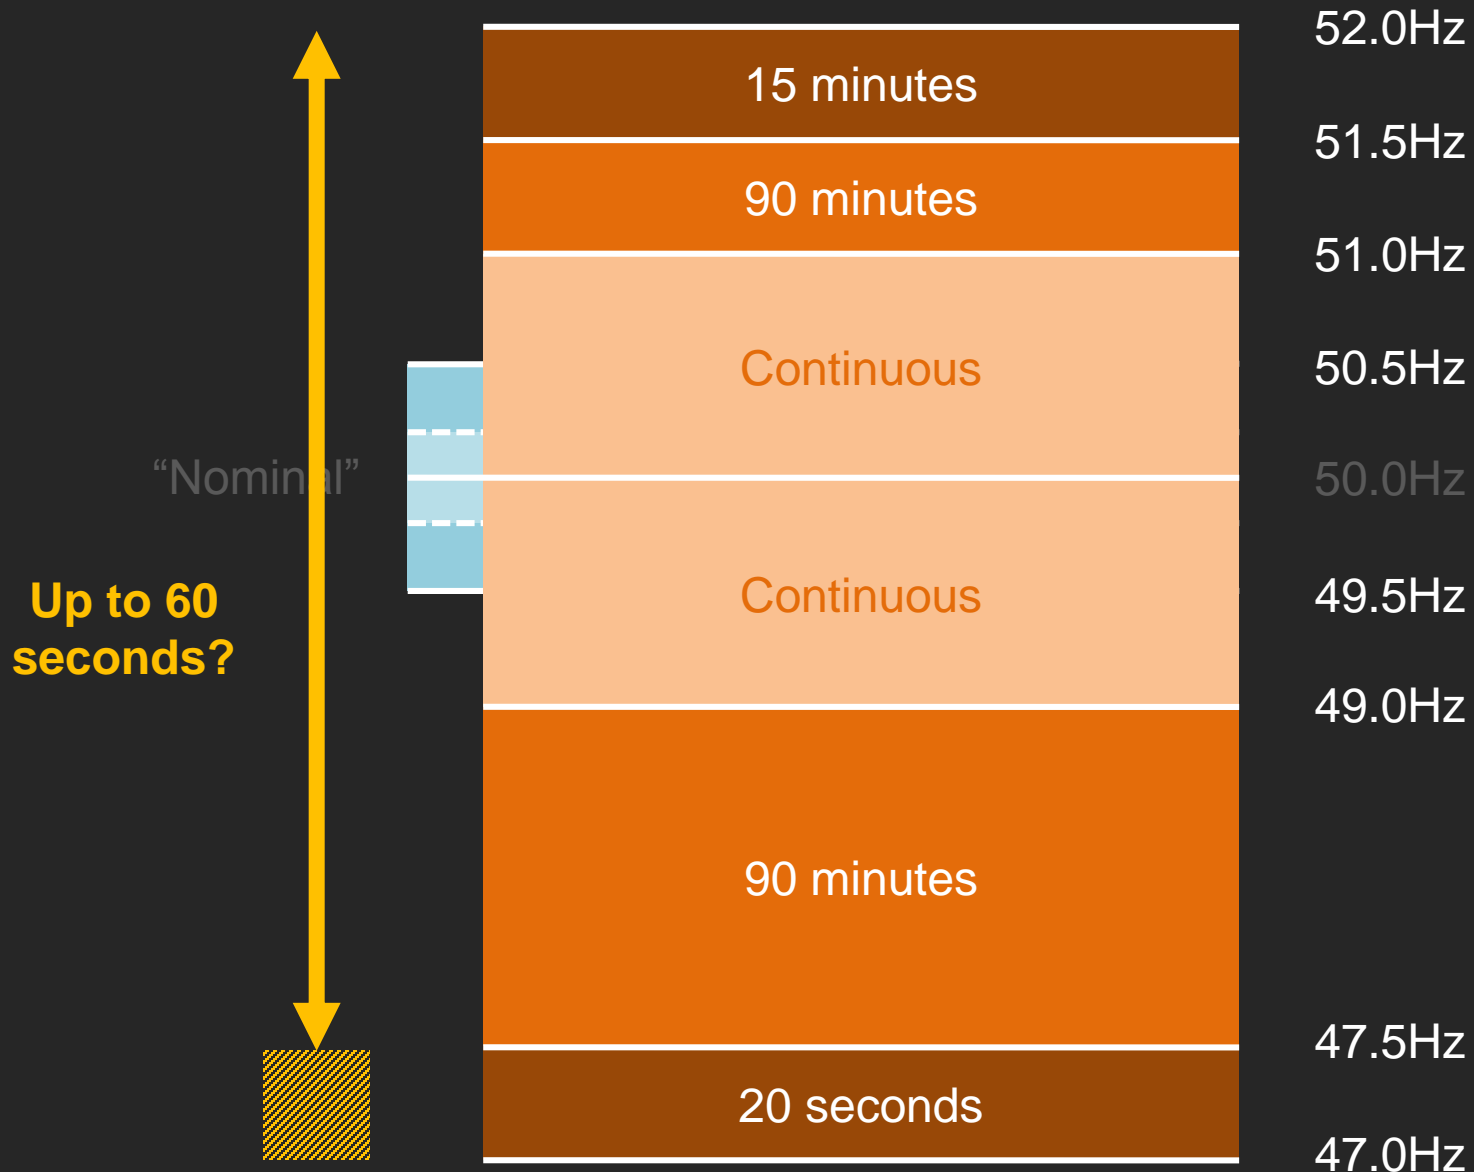 52.0Hz
15 minutes
51.5Hz
90 minutes
51.0Hz
Continuous
50.5Hz
“Nominal”
50.0Hz
Up to 60
seconds?
Continuous
49.5Hz
49.0Hz
90 minutes
47.5Hz
20 seconds
47.0Hz